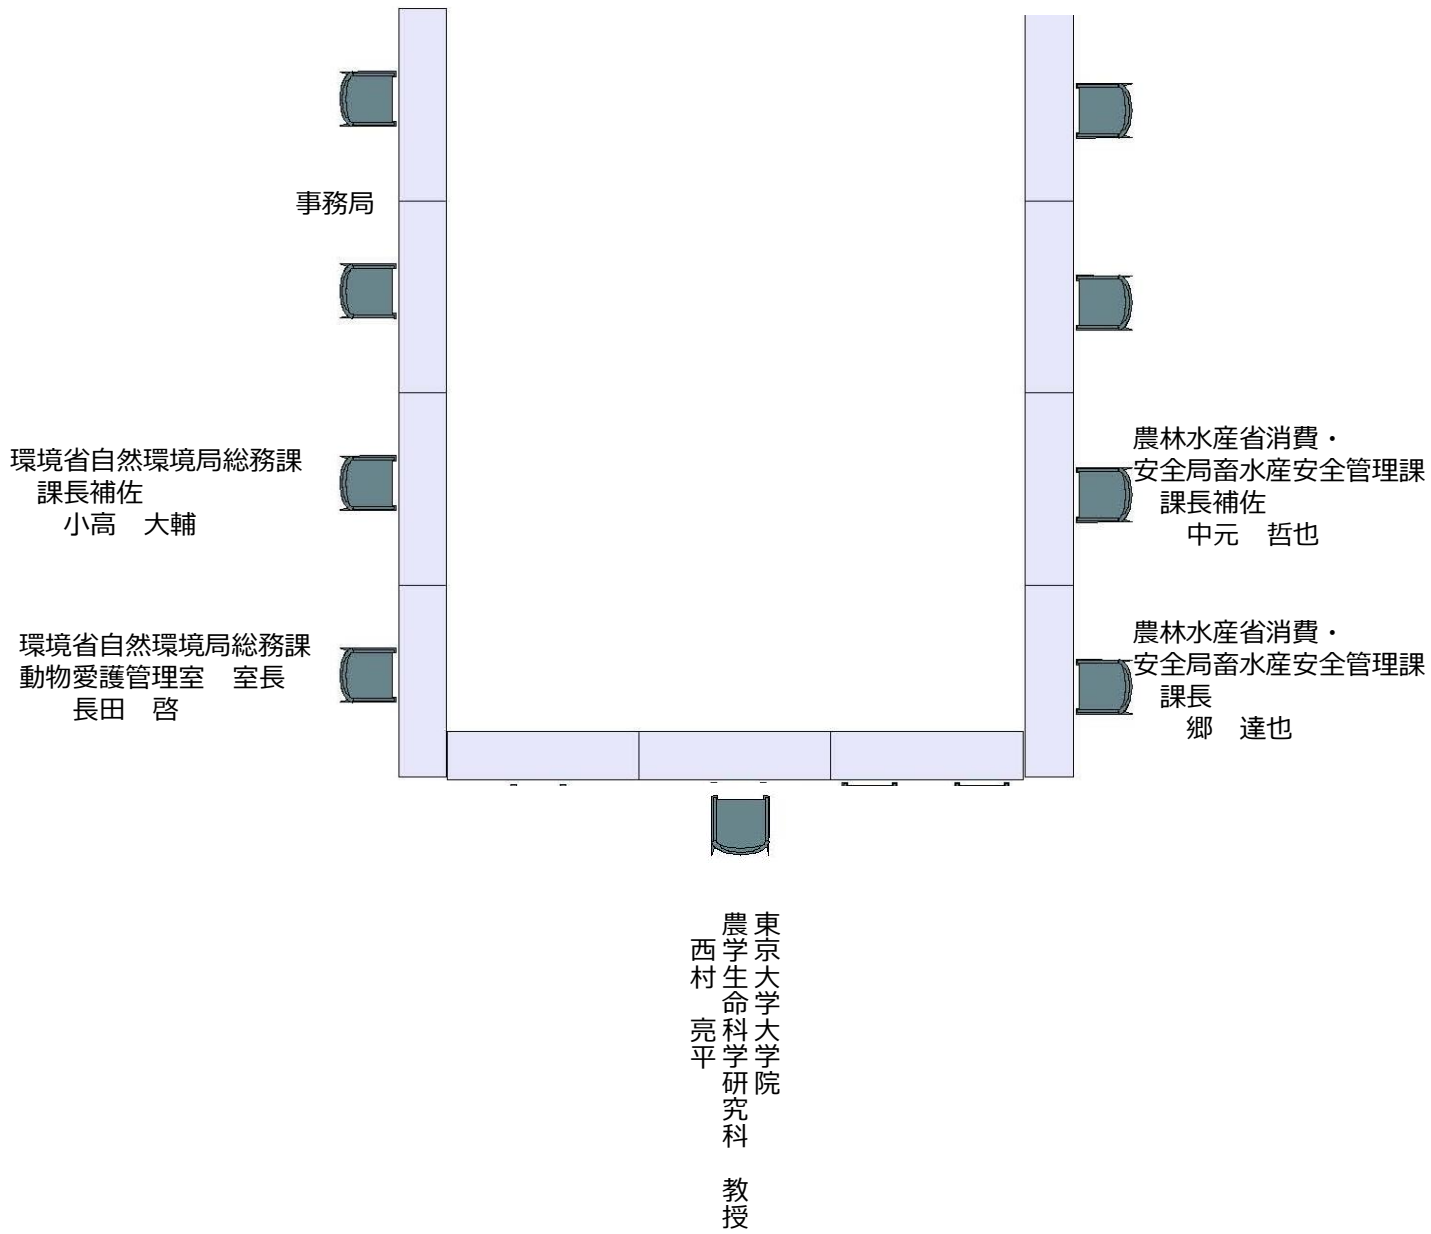 事務局
環境省自然環境局総務課
課長補佐
小高　大輔
環境省自然環境局総務課
動物愛護管理室　室長
長田　啓
農林水産省消費・
安全局畜水産安全管理課
課長補佐
中元　哲也
農林水産省消費・
安全局畜水産安全管理課
課長
郷　達也
東京大学大学院
農学生命科学研究科　教授
西村　亮平